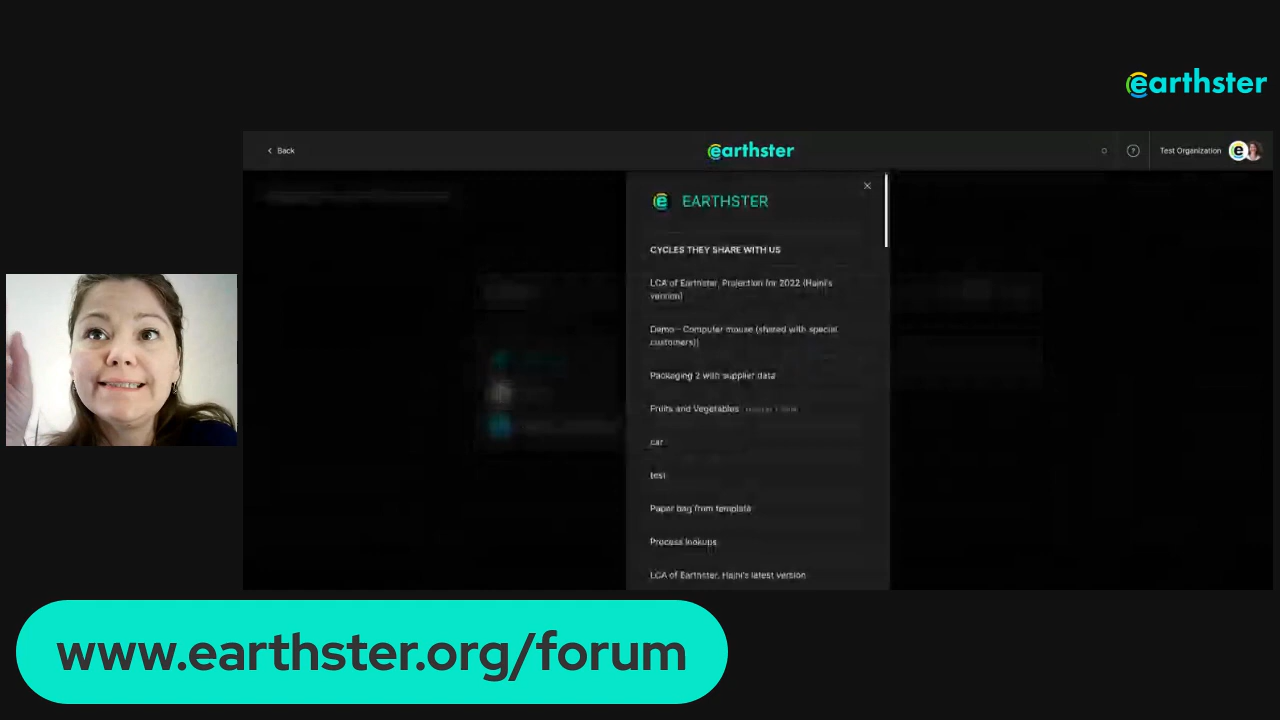 earthster
Back
earthster
?
Test Organization
EARTHSTER
CYCLES THEY SHARE WITH US
LCA of Earthster, Projection for 2022 (Haini's
version)
Demo - Computer mouse (shared with special
customers))
Packaging 2 with supplier data
Fruits and Vegetables
car
test
Paper bag from template
Process lookups
LCA of Earthster, Haini's latest version
www.earthster.org/forum